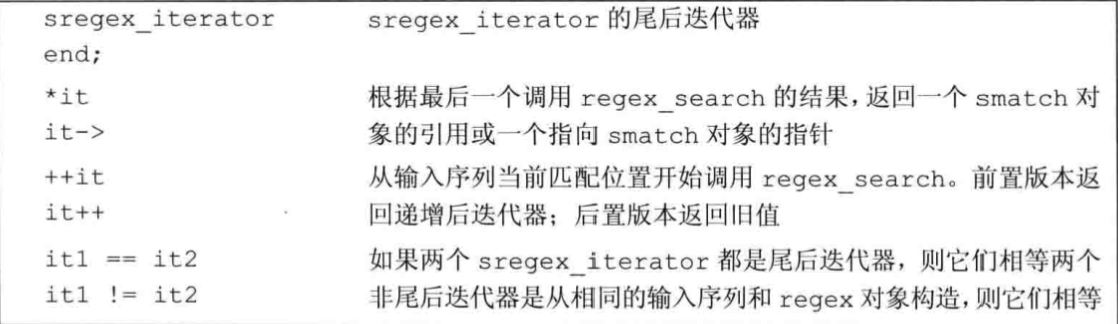 sregex_iterator sregex_iterator 的尾后迭代器
end;
*it 根据最后一个调用 regex_search 的结果，返回一个 smatch 对
it-> 象的引用或一个指向 smatch 对象的指针
++it 从输入序列当前匹配位置开始调用 regex_search。前置版本返
it++ 回递增后迭代器；后置版本返回旧值
it1 == it2 如果两个 sregex_iterator 都是尾后迭代器，则它们相等两个
it1 != it2 非尾后迭代器是从相同的输入序列和 regex 对象构造，则它们相等